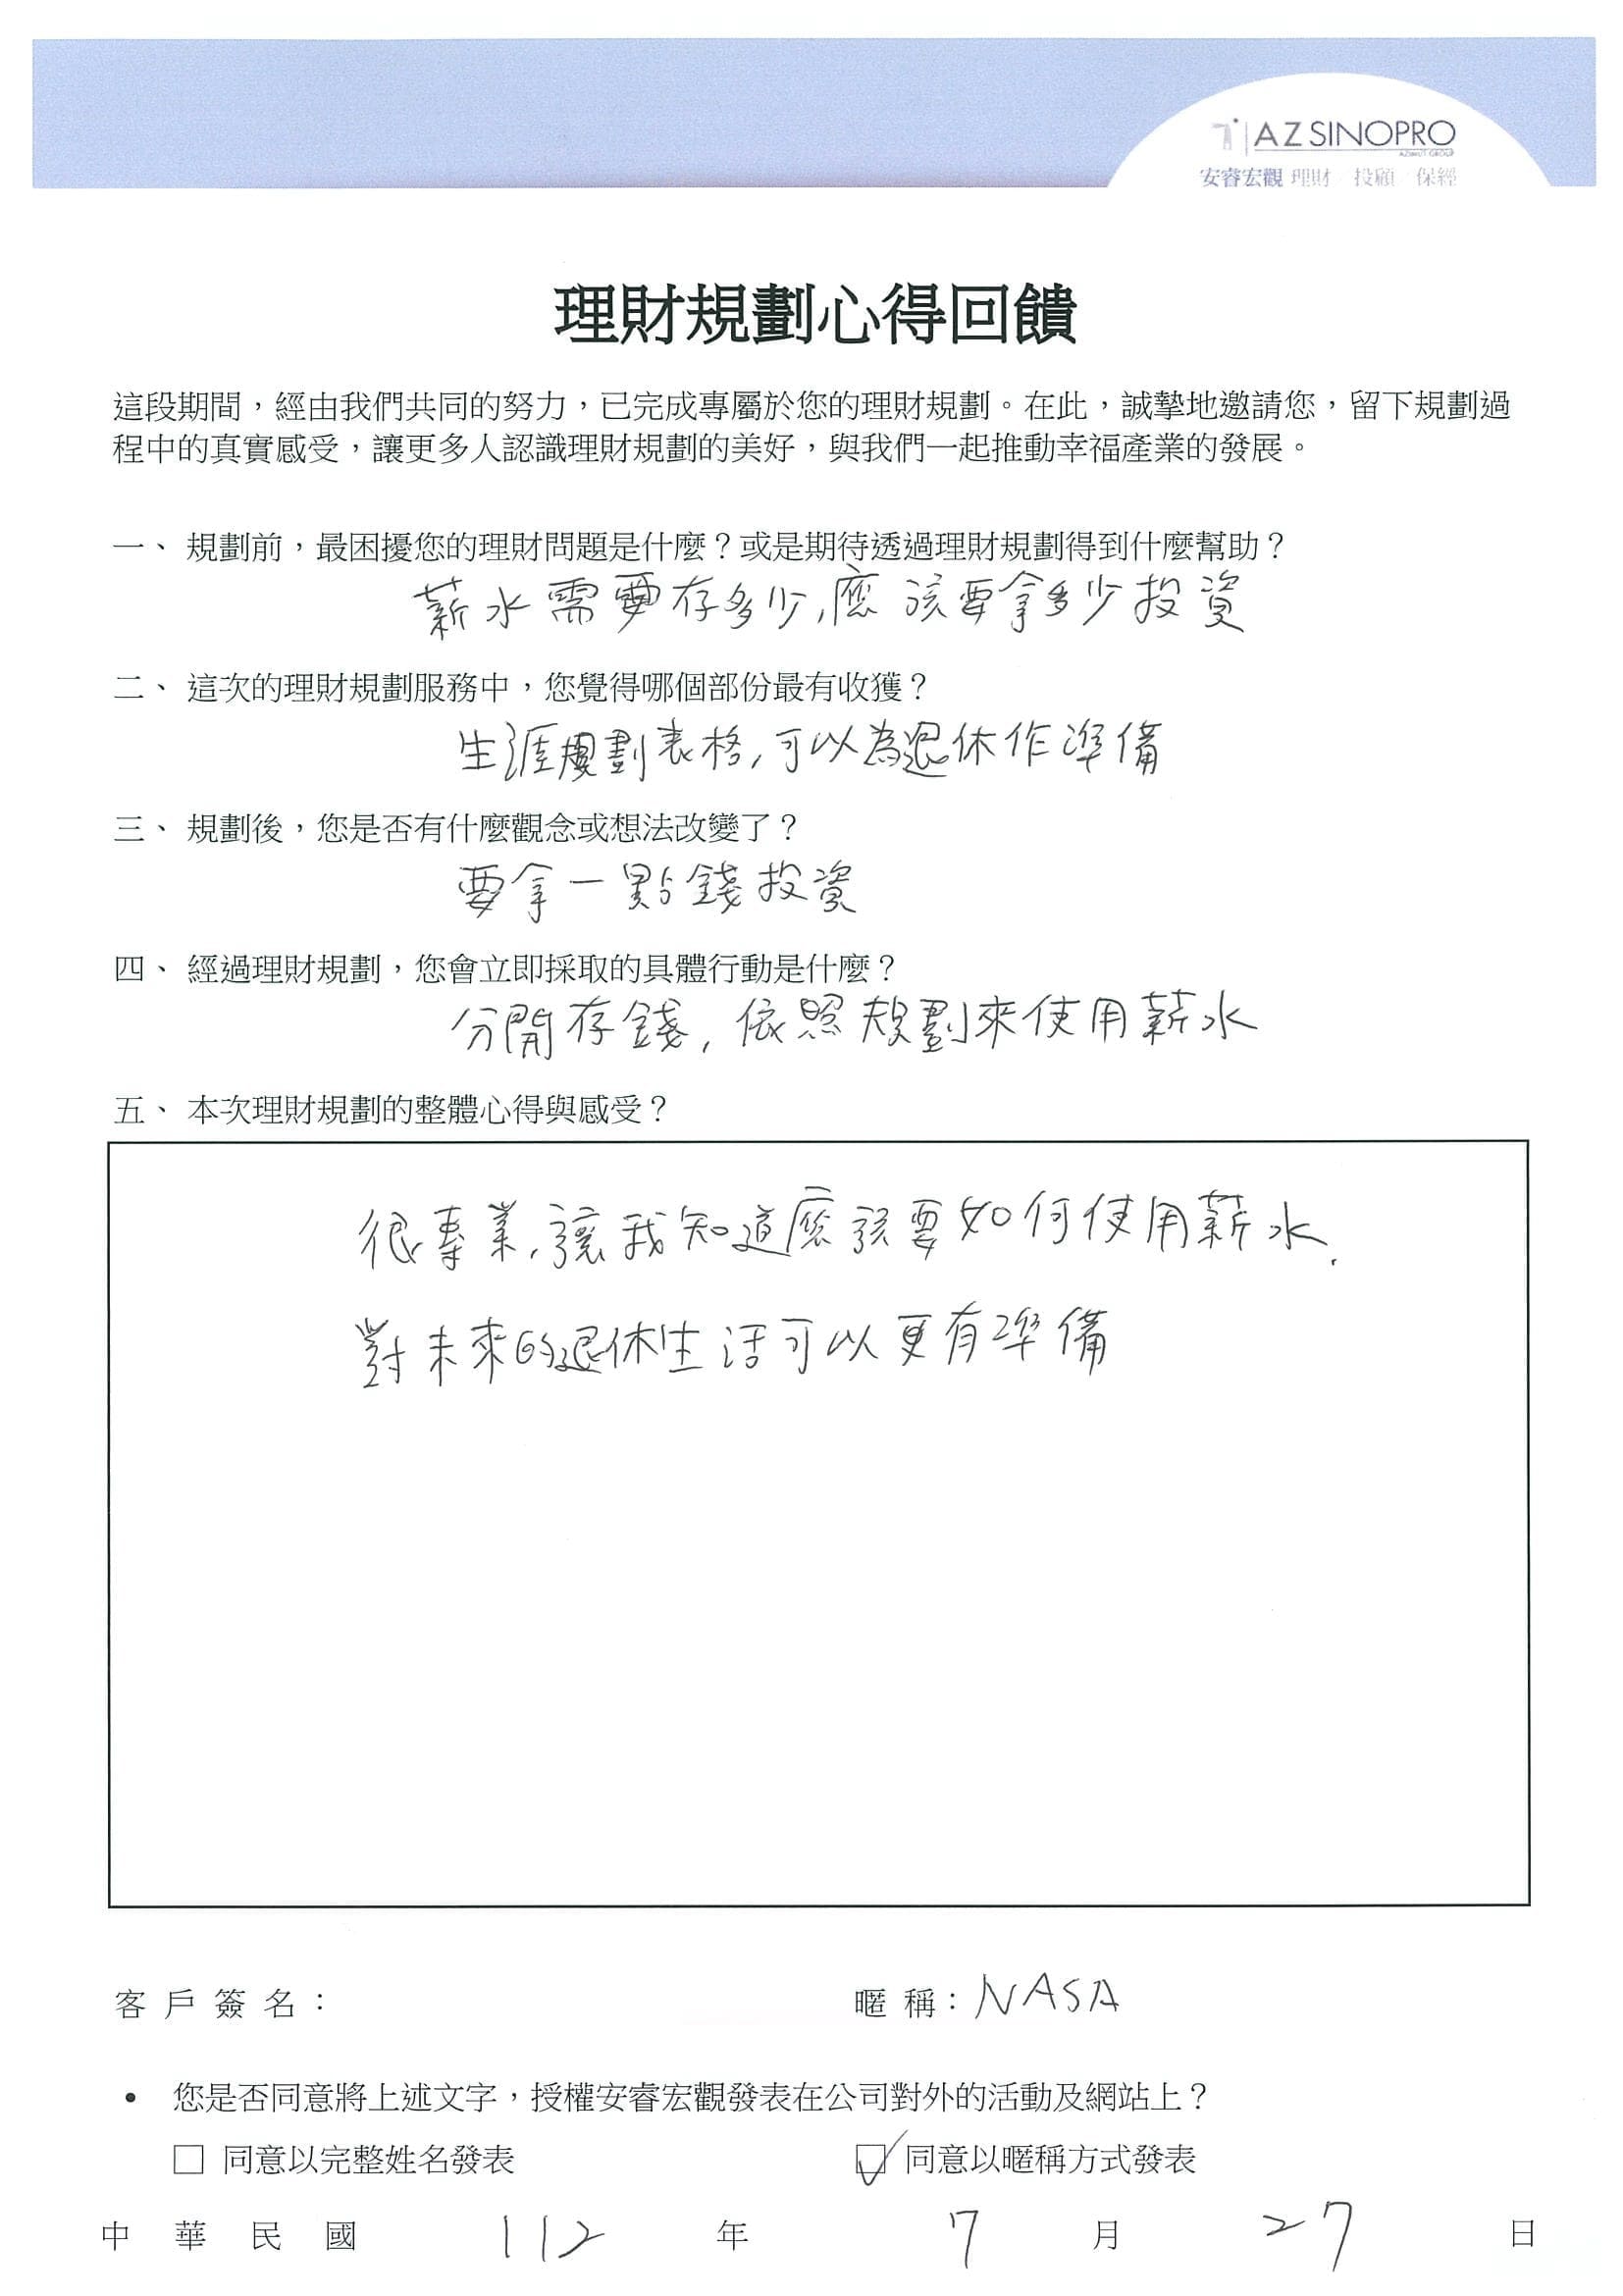 AZ SINOPRO
AZIMUT GROUP
安睿宏觀 理財／投顧／保經
理財規劃心得回饋
這段期間，經由我們共同的努力，已完成專屬於您的理財規劃。在此，誠摯地邀請您，留下規劃過
程中的真實感受，讓更多人認識理財規劃的美好，與我們一起推動幸福產業的發展。
一、 規劃前，最困擾您的理財問題是什麼？或是期待透過理財規劃得到什麼幫助？
薪水需要存多少,應該要拿多少投資
二、 這次的理財規劃服務中，您覺得哪個部份最有收獲？
生涯規劃表格,可以為退休作準備
三、 規劃後，您是否有什麼觀念或想法改變了？
要拿一點錢投資
四、 經過理財規劃，您會立即採取的具體行動是什麼？
分開存錢,依照規劃來使用薪水
五、 本次理財規劃的整體心得與感受？
很專業,讓我知道應該要如何使用薪水.
對未來的退休生活可以更有準備
客戶簽名： 暱稱：NASA
• 您是否同意將上述文字，授權安睿宏觀發表在公司對外的活動及網站上？
□ 同意以完整姓名發表 ☑ 同意以暱稱方式發表
中華民國 112 年 7 月 27 日